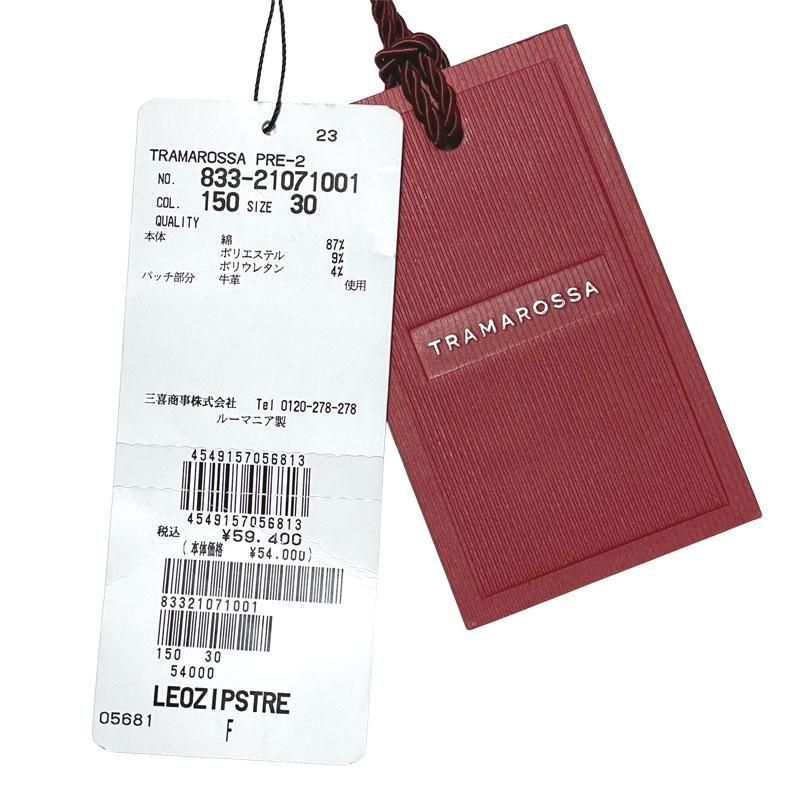 23
TRAMAROSSA PRE-2
NO. 833-21071001
COL. 150 SIZE 30
QUALITY
本体 綿 87%
ポリエステル 9%
ポリウレタン 4%
パッチ部分 牛革 使用
三喜商事株式会社 Tel 0120-278-278
ルーマニア製
4549157056813
4549157056813
税込 ¥59.400
(本体価格 ¥54.000)
83321071001
150 30
54000
LEOZIPSTRE
05681 F
TRAMAROSSA